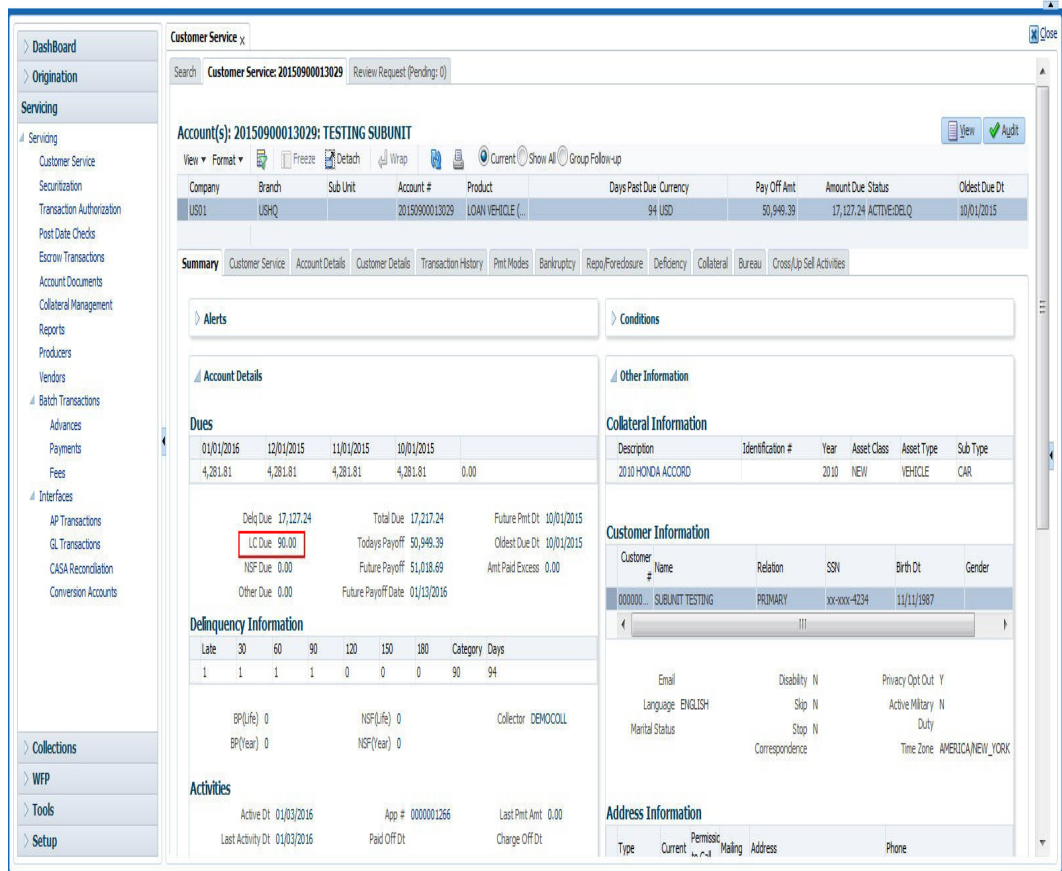 Close
DashBoard
Origination
Servicing
Servicing
Customer Service
Securitization
Transaction Authorization
Post Date Checks
Escrow Transactions
Account Documents
Collateral Management
Reports
Producers
Vendors
Batch Transactions
Advances
Payments
Fees
Interfaces
AP Transactions
GL Transactions
CASA Reconciliation
Conversion Accounts
Collections
WFP
Tools
Setup
Customer Service x
Search Customer Service: 20150900013029 Review Request (Pending: 0)
Account(s): 20150900013029: TESTING SUBUNIT
View Audit
View Format Freeze Detach Wrap Current Show All Group Follow-up
Company Branch Sub Unit Account # Product Days Past Due Currency Pay Off Amt Amount Due Status Oldest Due Dt
US01 USHQ 20150900013029 LOAN VEHICLE (... 94 USD 50,949.39 17,127.24 ACTIVE:DELQ 10/01/2015
Summary Customer Service Account Details Customer Details Transaction History Pmt Modes Bankruptcy Repo/Foreclosure Deficiency Collateral Bureau Cross/Up Sell Activities
Alerts
Account Details
Dues
01/01/2016 12/01/2015 11/01/2015 10/01/2015
4,281.81 4,281.81 4,281.81 4,281.81 0.00
Delq Due 17,127.24 Total Due 17,217.24 Future Pmt Dt 10/01/2015
LC Due 90.00 Todays Payoff 50,949.39 Oldest Due Dt 10/01/2015
NSF Due 0.00 Future Payoff 51,018.69 Amt Paid Excess 0.00
Other Due 0.00 Future Payoff Date 01/13/2016
Delinquency Information
Late 30 60 90 120 150 180 Category Days
1 1 1 1 0 0 0 90 94
BP(Life) 0 NSF(Life) 0 Collector DEMOCOLL
BP(Year) 0 NSF(Year) 0
Activities
Active Dt 01/03/2016 App # 0000001266 Last Pmt Amt 0.00
Last Activity Dt 01/03/2016 Paid Off Dt Charge Off Dt
Conditions
Other Information
Collateral Information
Description Identification # Year Asset Class Asset Type Sub Type
2010 HONDA ACCORD 2010 NEW VEHICLE CAR
Customer Information
Customer # Name Relation SSN Birth Dt Gender
000000... SUBUNIT TESTING PRIMARY xx-xxx-4234 11/11/1987
Email Disability N Privacy Opt Out Y
Language ENGLISH Skip N Active Military Duty N
Marital Status Stop Correspondence N Time Zone AMERICA/NEW_YORK
Address Information
Type Current Permissic Mailing Address Phone